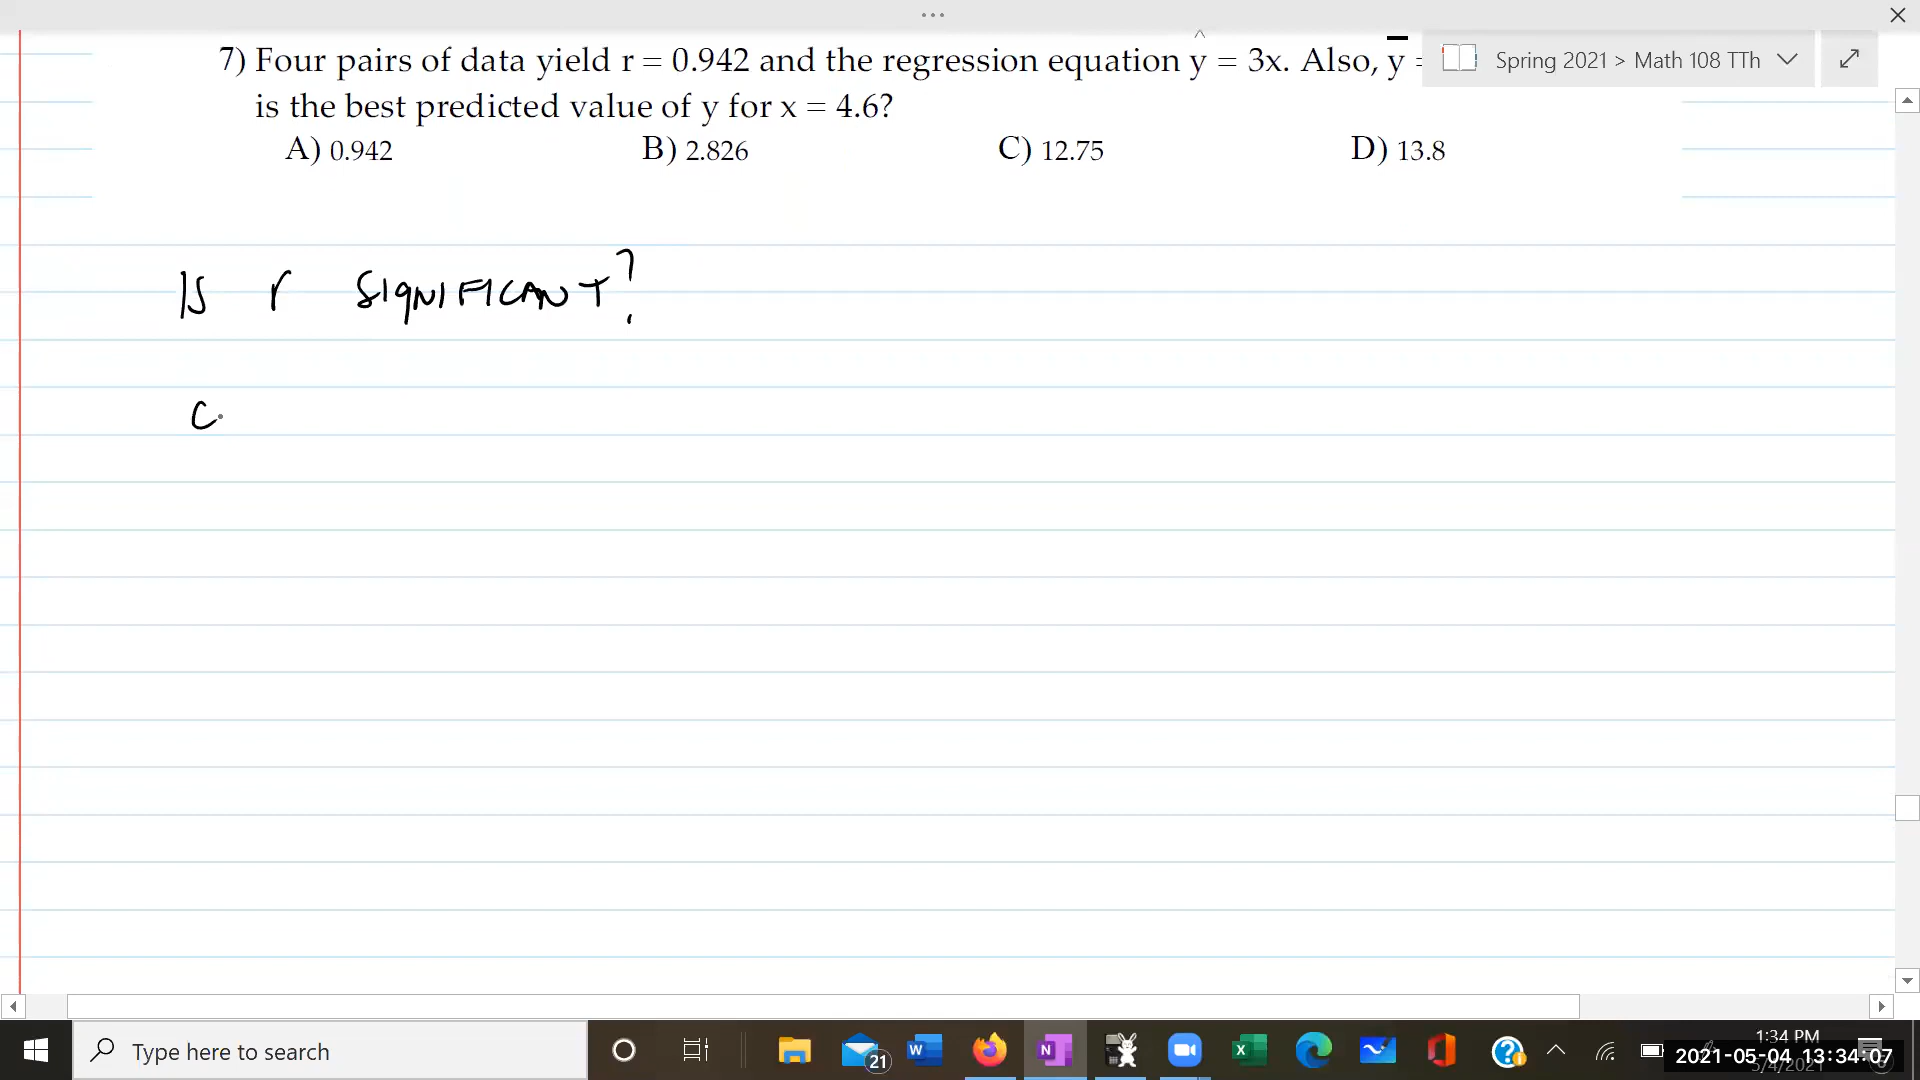 7) Four pairs of data yield r = 0.942 and the regression equation ŷ = 3x. Also, y̅ =
Spring 2021 > Math 108 TTh
is the best predicted value of y for x = 4.6?
A) 0.942 B) 2.826 C) 12.75 D) 13.8
IS r SIGNIFICANT?
C
Type here to search
21
1:34 PM
2021-05-04 13:34:07